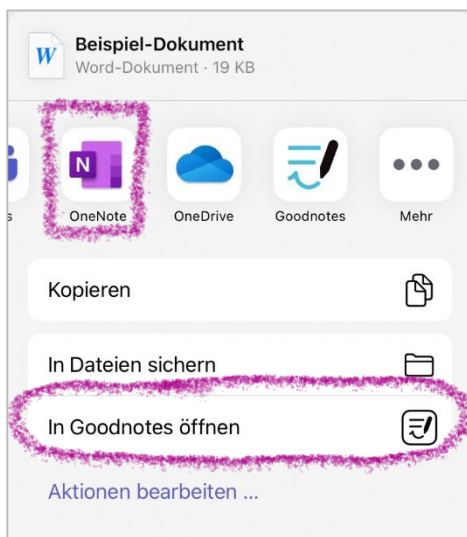 W
Beispiel-Dokument
Word-Dokument · 19 KB
s
N
OneNote
OneDrive
Goodnotes
Mehr
Kopieren
In Dateien sichern
In Goodnotes öffnen
Aktionen bearbeiten ...